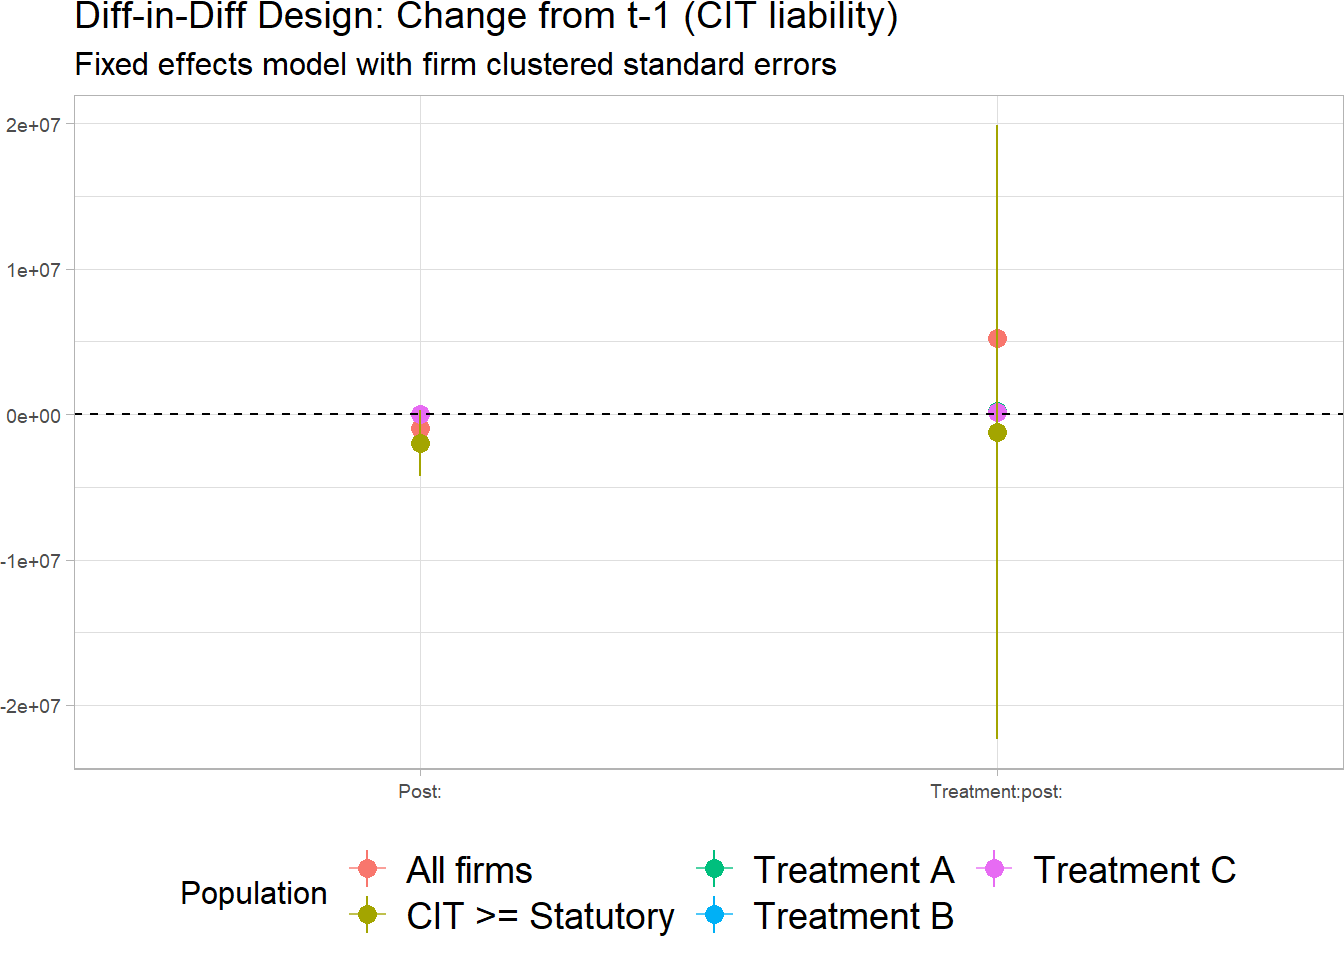 Diff-in-Diff Design: Change from t-1 (CIT liability)
Fixed effects model with firm clustered standard errors
2e+07
1e+07
0e+00
-1e+07
-2e+07
Post:
Treatment:post:
Population
All firms
CIT >= Statutory
Treatment A
Treatment B
Treatment C